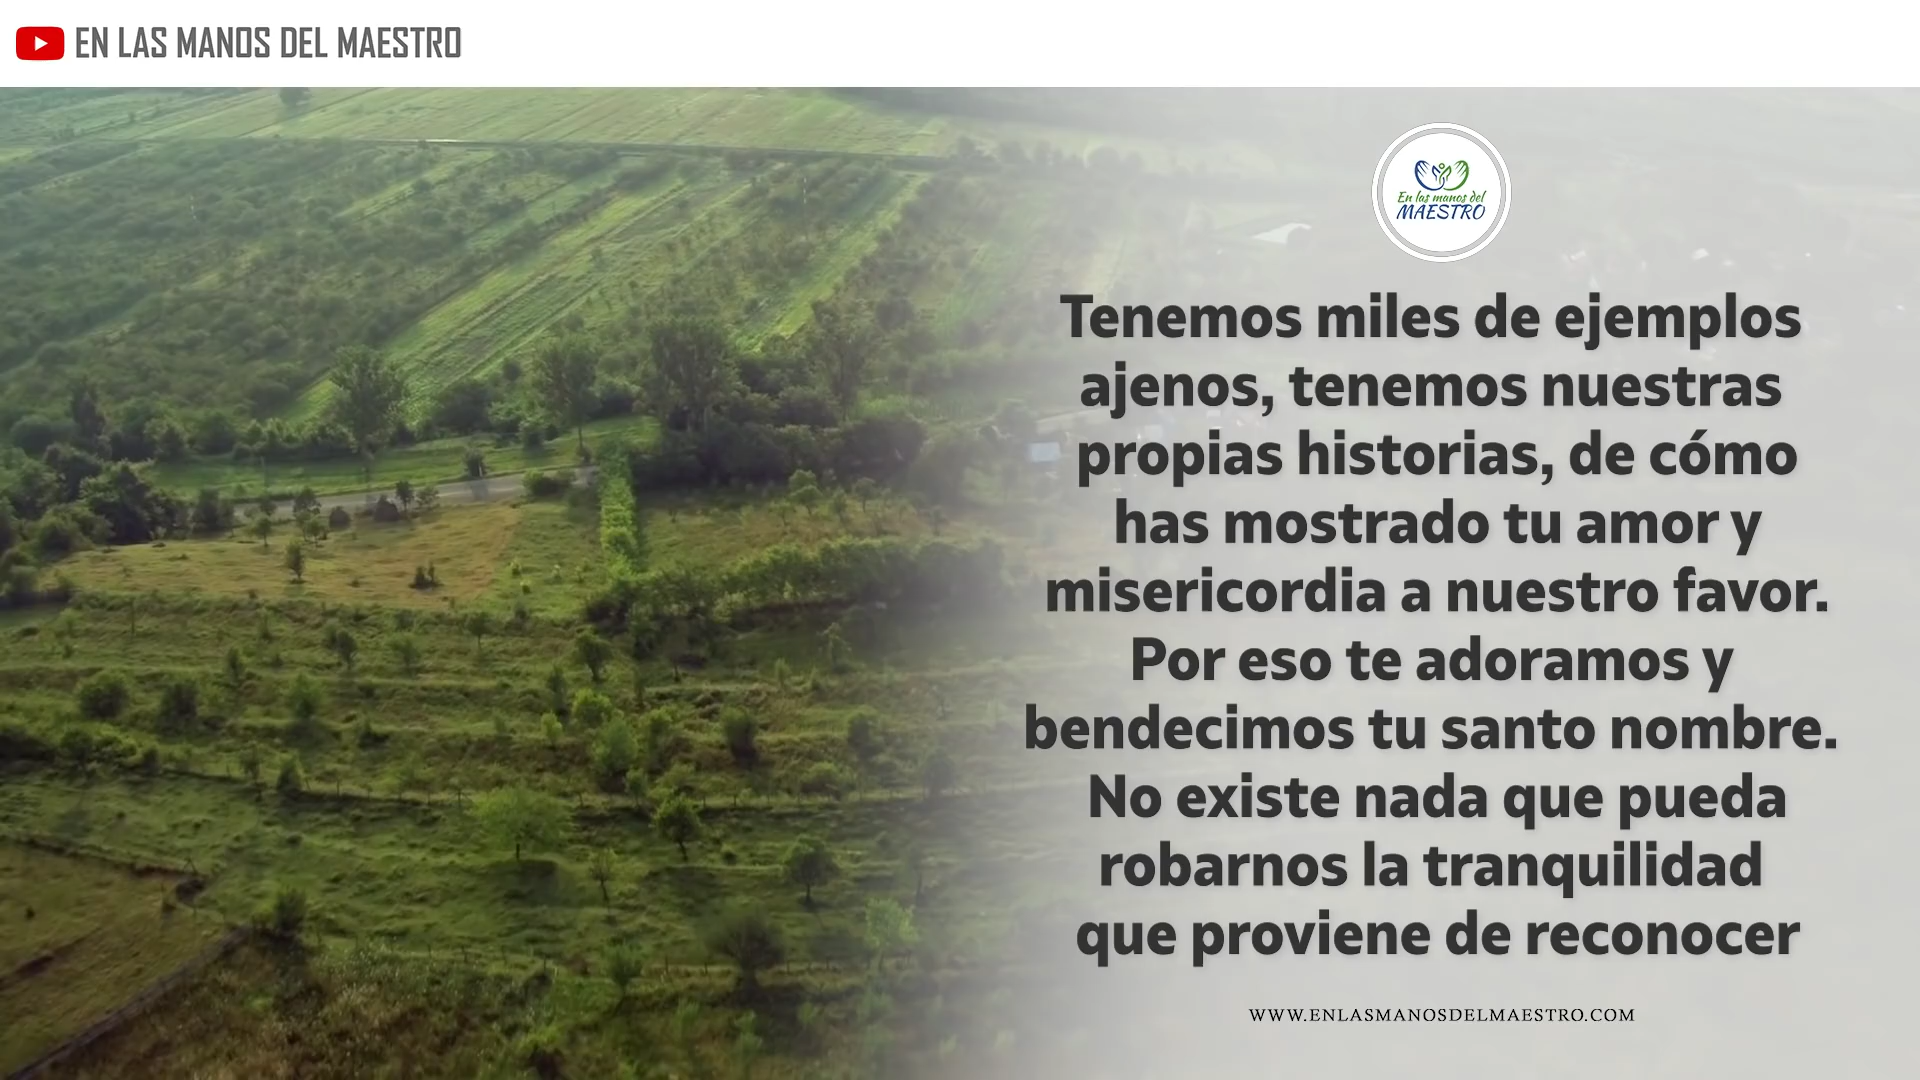 EN LAS MANOS DEL MAESTRO
En las manos del
MAESTRO
Tenemos miles de ejemplos
ajenos, tenemos nuestras
propias historias, de cómo
has mostrado tu amor y
misericordia a nuestro favor.
Por eso te adoramos y
bendecimos tu santo nombre.
No existe nada que pueda
robarnos la tranquilidad
que proviene de reconocer
WWW.ENLASMANOSDELMAESTRO.COM